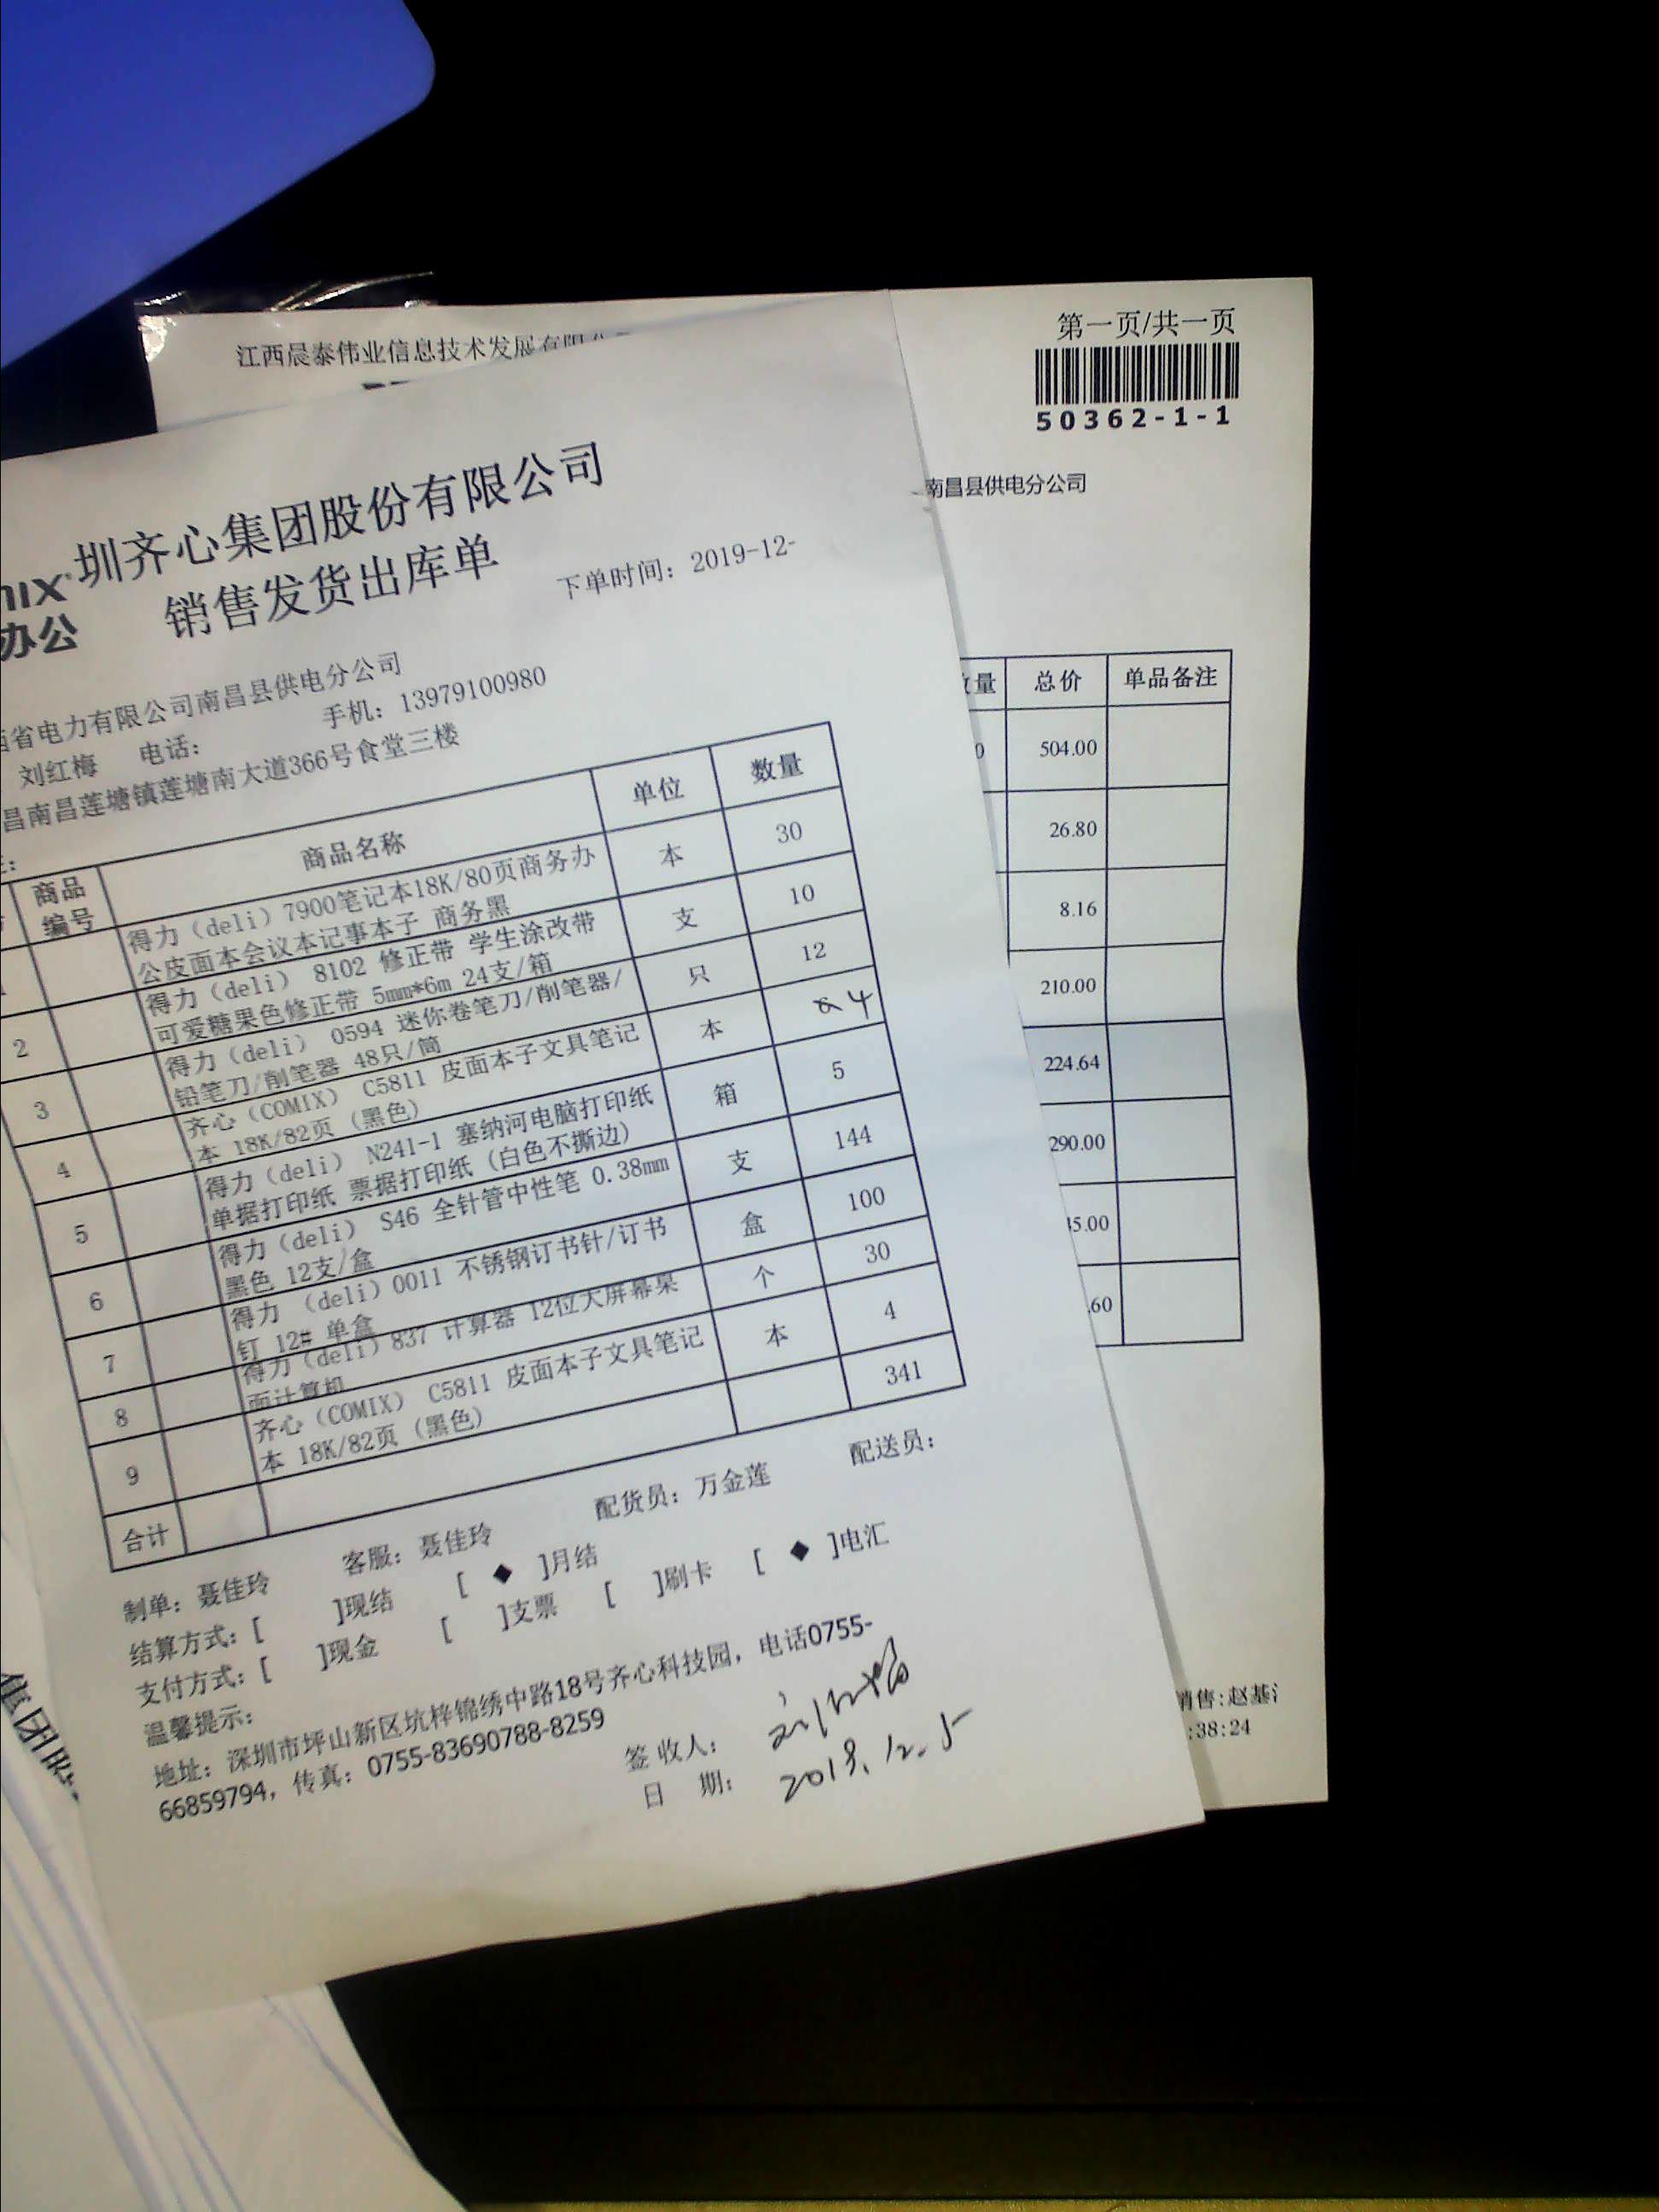 江西晨泰伟业信息技术发展有限
第一页/共一页
50362-1-1
南昌县供电分公司
圳齐心集团股份有限公司
MIX
办公
销售发货出库单
下单时间：2019-12-
西省电力有限公司南昌县供电分公司
刘红梅 电话： 手机：13979100980
昌南昌莲塘镇莲塘南大道366号食堂三楼
商品编号 商品名称 单位 数量
得力（deli）7900笔记本18K/80页商务办 本 30
公皮面本会议本记事本子 商务黑
2 得力（deli） 8102 修正带 学生涂改带 支 10
可爱糖果色修正带 5mm*6m 24支/箱
3 得力（deli） 0594 迷你卷笔刀/削笔器/ 只 12
铅笔刀/削笔器 48只/筒
4 齐心（COMIX） C5811 皮面本子文具笔记 本 4
本 18K/82页（黑色）
5 得力（deli） N241-1 塞纳河电脑打印纸 箱 5
单据打印纸 票据打印纸（白色不撕边）
6 得力（deli） S46 全针管中性笔 0.38mm 支 144
黑色 12支/盒
7 得力 （deli）0011 不锈钢订书针/订书 盒 100
钉 12# 单盒
8 得力（deli）837 计算器 12位大屏幕桌 个 30
面计算机
9 齐心（COMIX） C5811 皮面本子文具笔记 本 4
本 18K/82页（黑色）
合计 341
制单：聂佳玲 客服：聂佳玲 配货员：万金莲 配送员：
结算方式：[ ]现结 [ ◆ ]月结
支付方式：[ ]现金 [ ]支票 [ ]刷卡 [ ◆ ]电汇
温馨提示：
地址：深圳市坪山新区坑梓锦绣中路18号齐心科技园，电话0755-
66859794，传真：0755-83690788-8259
签收人：
日 期： 2019.12.5
量 总价 单品备注
0 504.00
26.80
8.16
210.00
224.64
290.00
5.00
.60
销售:赵基
:38:24
集团股